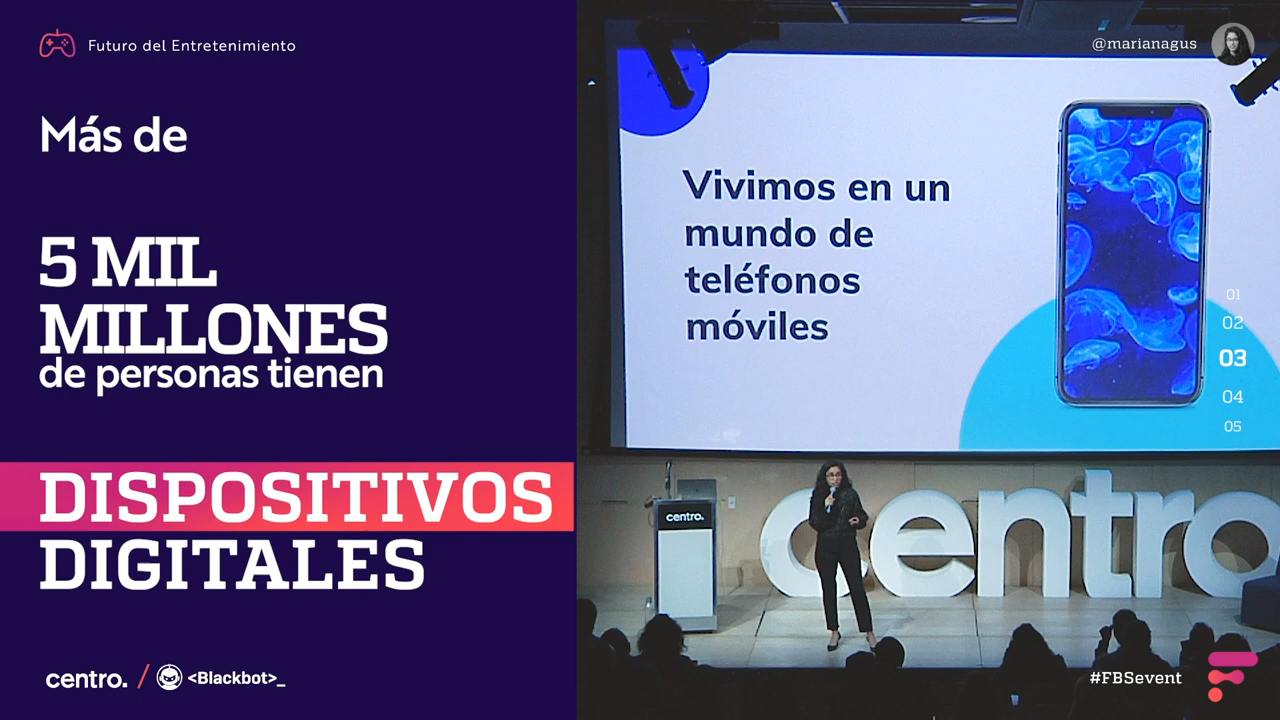 Futuro del Entretenimiento
Más de
5 MIL
MILLONES
de personas tienen
DISPOSITIVOS
DIGITALES
centro. / <Blackbot>_
@marianagus
Vivimos en un
mundo de
teléfonos
móviles
01
02
03
04
05
centro.
centro
#FBSevent